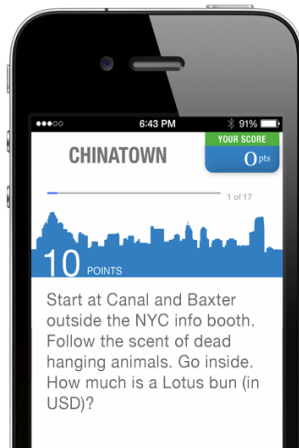 6:43 PM 91%
YOUR SCORE
CHINATOWN
0 pts
1 of 17
10 POINTS
Start at Canal and Baxter
outside the NYC info booth.
Follow the scent of dead
hanging animals. Go inside.
How much is a Lotus bun (in
USD)?